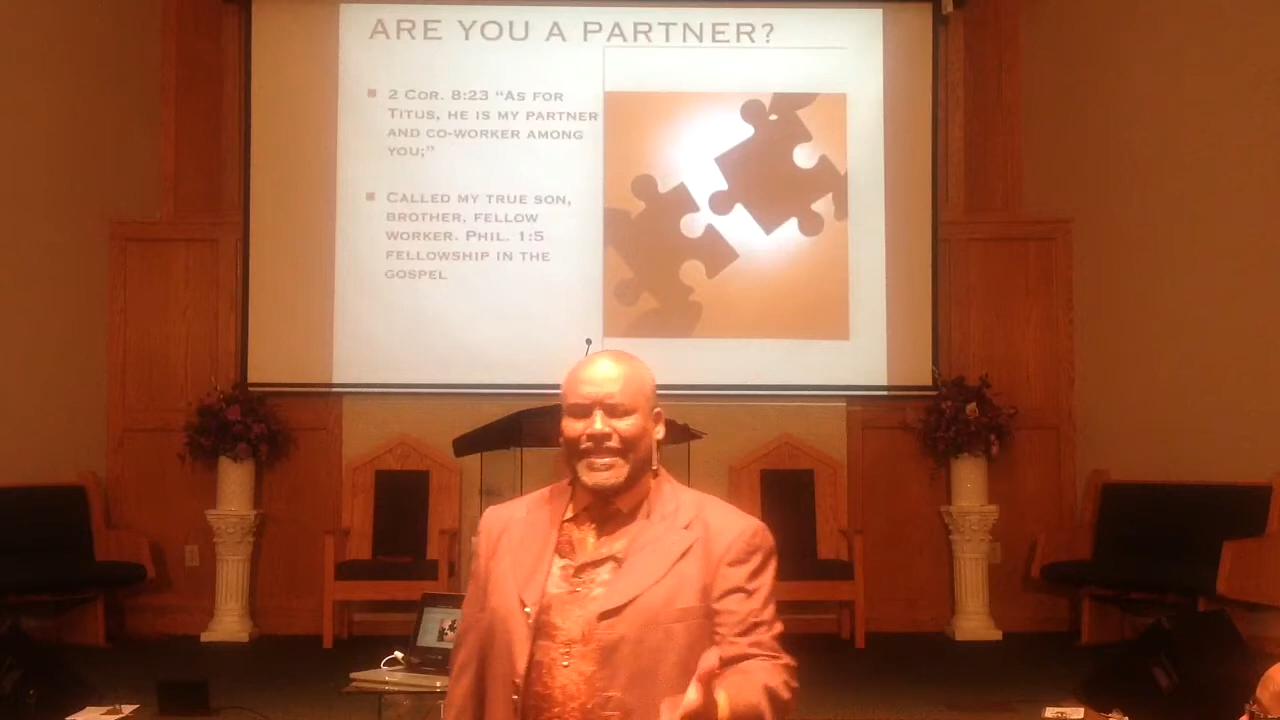 ARE YOU A PARTNER?
2 COR. 8:23 “AS FOR
TITUS, HE IS MY PARTNER
AND CO-WORKER AMONG
YOU;”
CALLED MY TRUE SON,
BROTHER, FELLOW
WORKER. PHIL. 1:5
FELLOWSHIP IN THE
GOSPEL